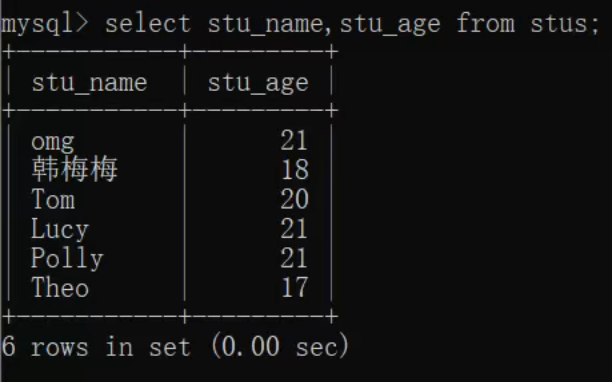 mysql> select stu_name,stu_age from stus;
+-----------+---------+
| stu_name  | stu_age |
+-----------+---------+
| omg       |      21 |
| 韩梅梅    |      18 |
| Tom       |      20 |
| Lucy      |      21 |
| Polly     |      21 |
| Theo      |      17 |
+-----------+---------+
6 rows in set (0.00 sec)